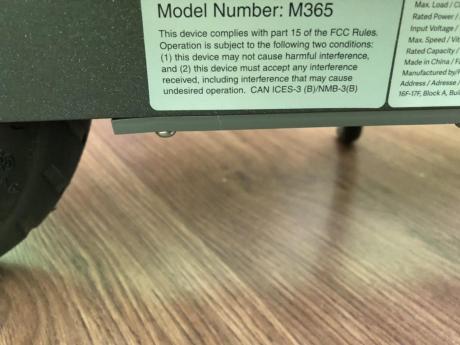 Model Number: M365
This device complies with part 15 of the FCC Rules.
Operation is subject to the following two conditions:
(1) this device may not cause harmful interference,
and (2) this device must accept any interference
received, including interference that may cause
undesired operation. CAN ICES-3 (B)/NMB-3(B)
Max. Load / C
Rated Power /
Input Voltage /
Max. Speed / Vit
Rated Capacity /
Made in China / Fa
Manufactured by/F
Address / Adresse /
16F-17F, Block A, Buil